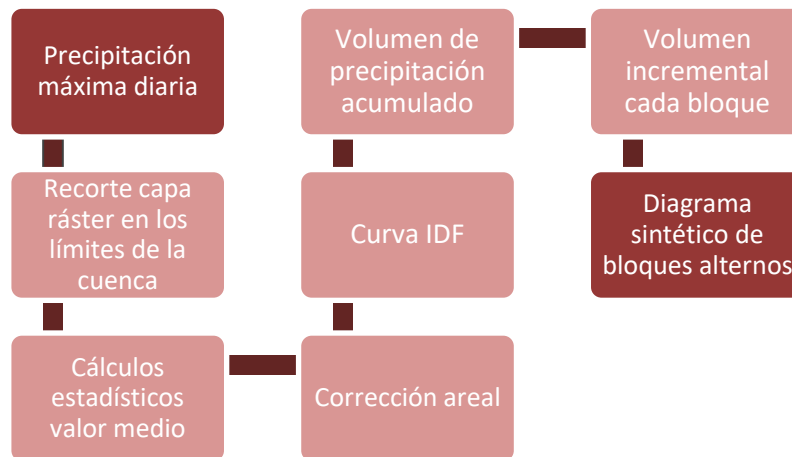 Precipitación
máxima diaria
Recorte capa
ráster en los
límites de la
cuenca
Cálculos
estadísticos
valor medio
Corrección areal
Curva IDF
Volumen de
precipitación
acumulado
Volumen
incremental
cada bloque
Diagrama
sintético de
bloques alternos